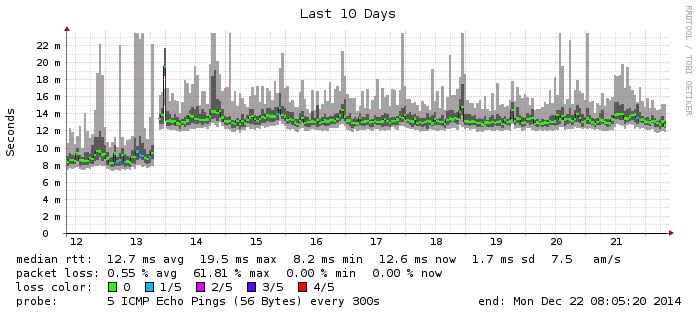 Last 10 Days
RRDTOOL / TOBI OETIKER
Seconds
22 m
20 m
18 m
16 m
14 m
12 m
10 m
8 m
6 m
4 m
2 m
0
12 13 14 15 16 17 18 19 20 21
median rtt: 12.7 ms avg 19.5 ms max 8.2 ms min 12.6 ms now 1.7 ms sd 7.5 am/s
packet loss: 0.55 % avg 61.81 % max 0.00 % min 0.00 % now
loss color: 0 1/5 2/5 3/5 4/5
probe: 5 ICMP Echo Pings (56 Bytes) every 300s end: Mon Dec 22 08:05:20 2014